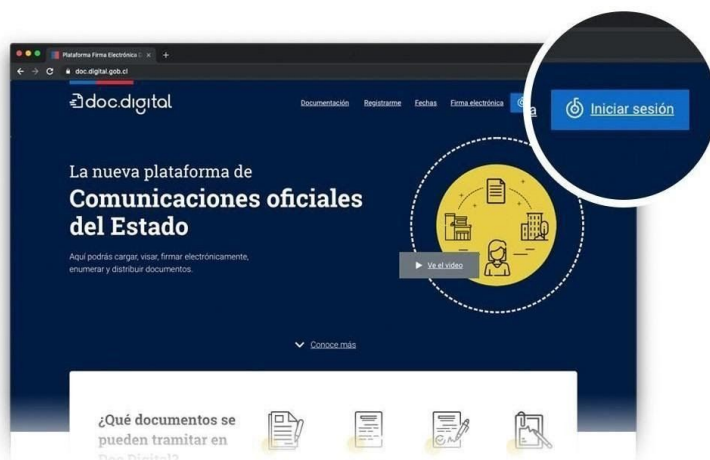 Plataforma Firma Electrónica
doc.digital.gob.cl
doc.digital
Documentación
Registrarme
Fechas
Firma electrónica
a
Iniciar sesión
La nueva plataforma de
Comunicaciones oficiales
del Estado
Aquí podrás cargar, visar, firmar electrónicamente,
enumerar y distribuir documentos.
Ve el video
Conoce más
¿Qué documentos se
pueden tramitar en
Doc Digital?